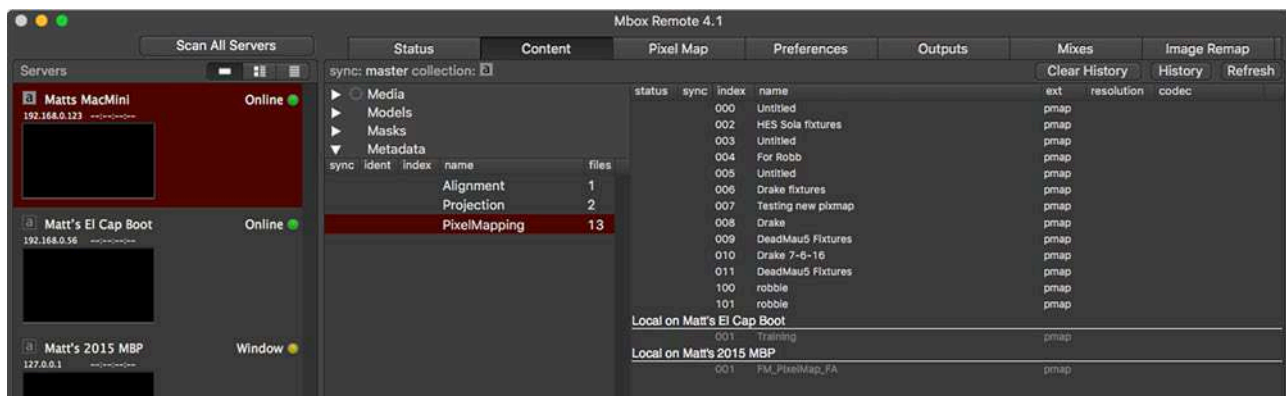 Mbox Remote 4.1
Scan All Servers
Status Content Pixel Map Preferences Outputs Mixes Image Remap
Servers
sync: master collection: a
Clear History History Refresh
a Matts MacMini Online
192.168.0.123 --:--:--:--
a Matt's El Cap Boot Online
192.168.0.56 --:--:--:--
a Matt's 2015 MBP Window
127.0.0.1 --:--:--:--
Media
Models
Masks
Metadata
sync ident index name files
Alignment 1
Projection 2
PixelMapping 13
status sync index name ext resolution codec
000 Untitled pmap
002 HES Sola fixtures pmap
003 Untitled pmap
004 For Robb pmap
005 Untitled pmap
006 Drake fixtures pmap
007 Testing new pixmap pmap
008 Drake pmap
009 DeadMau5 Fixtures pmap
010 Drake 7-6-16 pmap
011 DeadMau5 Fixtures pmap
100 robbie pmap
101 robbie pmap
Local on Matt's El Cap Boot
001 Training pmap
Local on Matt's 2015 MBP
001 FM_PixelMap_FA pmap